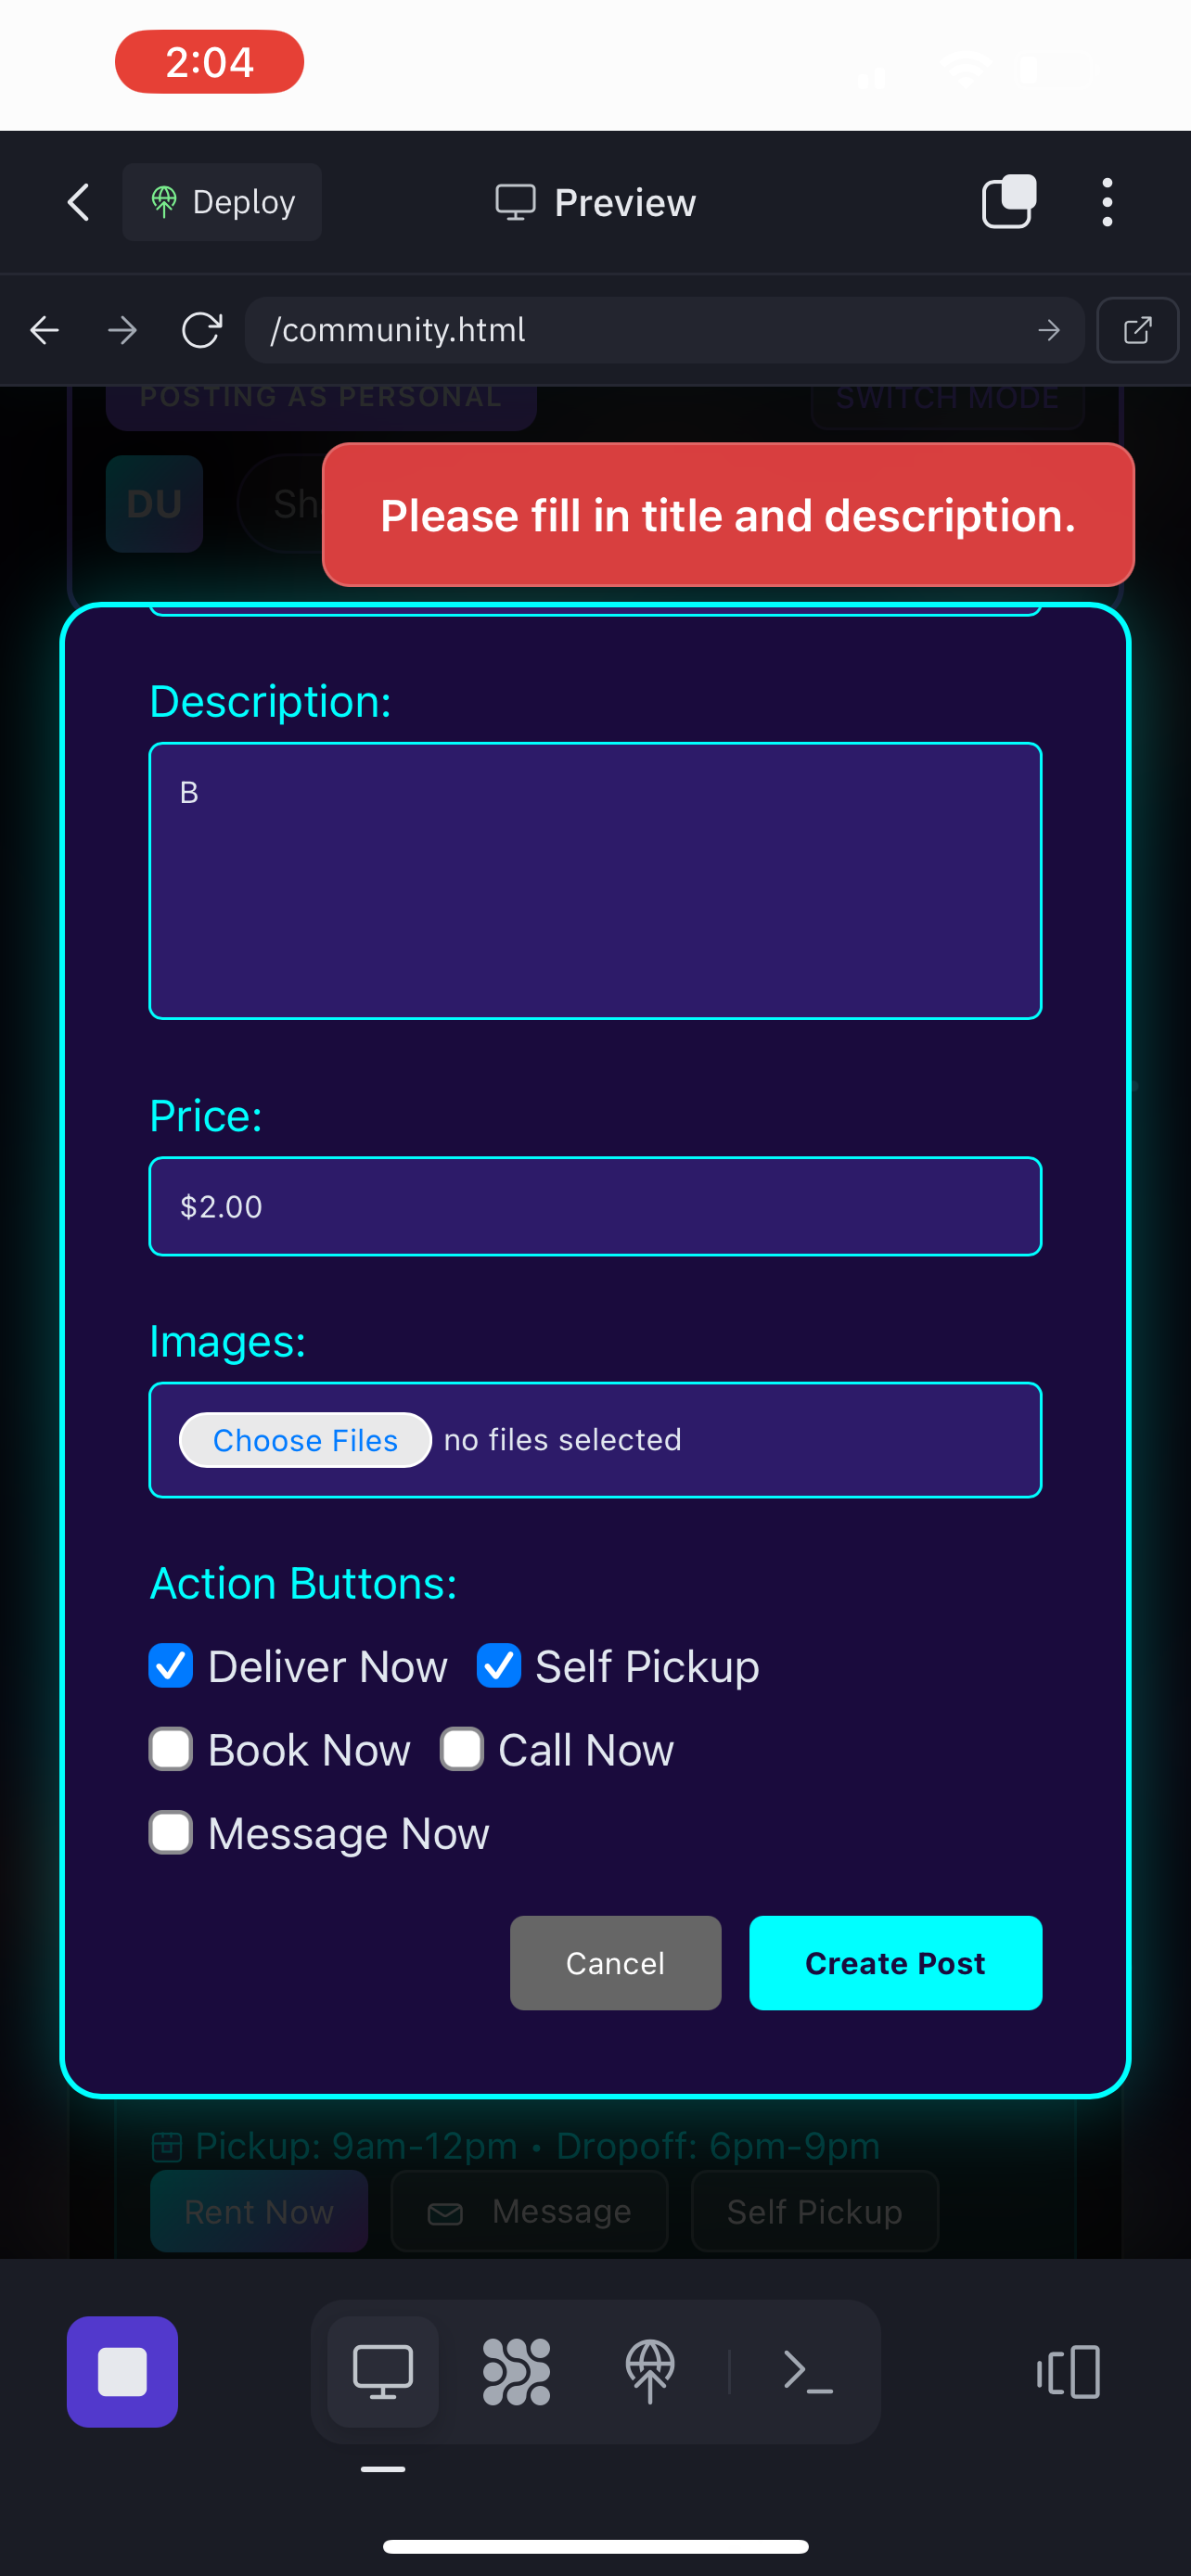 2:04
Deploy
Preview
/community.html
POSTING AS PERSONAL
SWITCH MODE
DU
Sh
Please fill in title and description.
Description:
B
Price:
$2.00
Images:
Choose Files no files selected
Action Buttons:
Deliver Now Self Pickup
Book Now Call Now
Message Now
Cancel Create Post
Pickup: 9am-12pm • Dropoff: 6pm-9pm
Rent Now Message Self Pickup